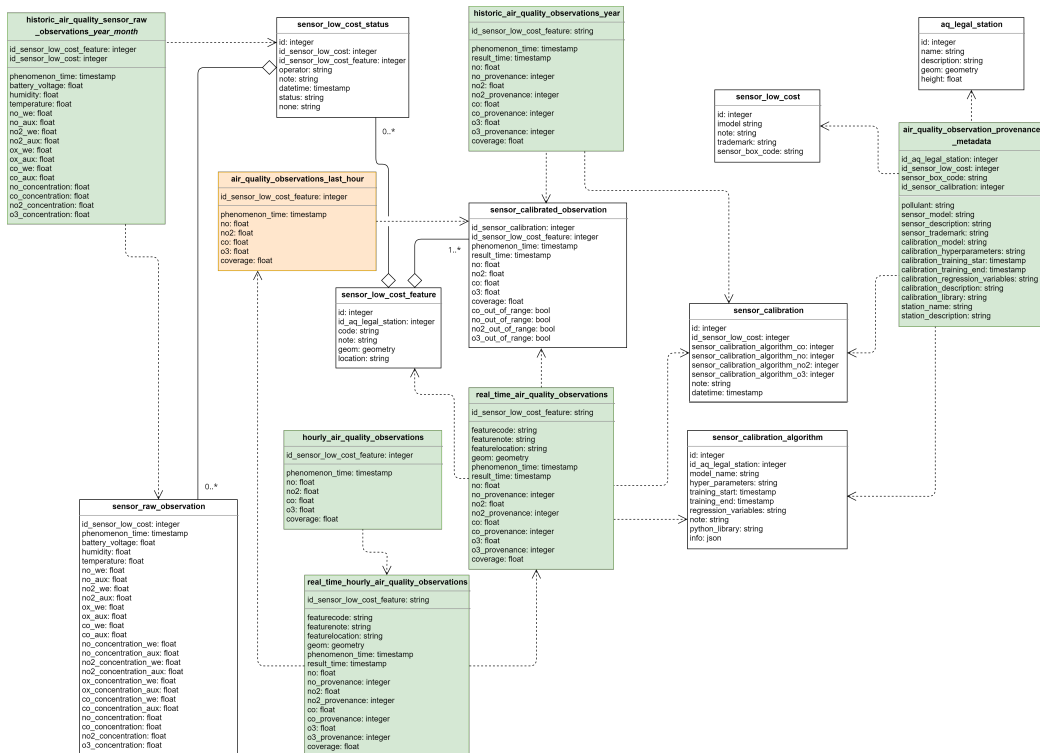 historic_air_quality_sensor_raw
_observations_year_month
id_sensor_low_cost_feature: integer
id_sensor_low_cost: integer
phenomenon_time: timestamp
battery_voltage: float
humidity: float
temperature: float
no_we: float
no_aux: float
no2_we: float
no2_aux: float
ox_we: float
ox_aux: float
co_we: float
co_aux: float
no_concentration: float
co_concentration: float
no2_concentration: float
o3_concentration: float
sensor_low_cost_status
id: integer
id_sensor_low_cost: integer
id_sensor_low_cost_feature: integer
operator: string
note: string
datetime: timestamp
status: string
none: string
0..*
historic_air_quality_observations_year
id_sensor_low_cost_feature: string
phenomenon_time: timestamp
result_time: timestamp
no: float
no_provenance: integer
no2: float
no2_provenance: integer
co: float
co_provenance: integer
o3: float
o3_provenance: integer
coverage: float
aq_legal_station
id: integer
name: string
description: string
geom: geometry
height: float
sensor_low_cost
id: integer
imodel string
note: string
trademark: string
sensor_box_code: string
air_quality_observation_provenance
_metadata
id_aq_legal_station: integer
id_sensor_low_cost: integer
sensor_box_code: string
id_sensor_calibration: integer
pollulant: string
sensor_model: string
sensor_description: string
sensor_trademark: string
calibration_model: string
calibration_hyperparameters: string
calibration_training_star: timestamp
calibration_training_end: timestamp
calibration_regression_variables: string
calibration_description: string
calibration_library: string
station_name: string
station_description: string
air_quality_observations_last_hour
id_sensor_low_cost_feature: integer
phenomenon_time: timestamp
no: float
no2: float
co: float
o3: float
coverage: float
sensor_calibrated_observation
id_sensor_calibration: integer
id_sensor_low_cost_feature: integer
phenomenon_time: timestamp
result_time: timestamp
no: float
no2: float
co: float
o3: float
coverage: float
co_out_of_range: bool
no_out_of_range: bool
no2_out_of_range: bool
o3_out_of_range: bool
1..*
sensor_low_cost_feature
id: integer
id_aq_legal_station: integer
code: string
note: string
geom: geometry
location: string
sensor_calibration
id: integer
id_sensor_low_cost: integer
sensor_calibration_algorithm_co: integer
sensor_calibration_algorithm_no: integer
sensor_calibration_algorithm_no2: integer
sensor_calibration_algorithm_o3: integer
note: string
datetime: timestamp
real_time_air_quality_observations
id_sensor_low_cost_feature: string
featurecode: string
featurenote: string
featurelocation: string
geom: geometry
phenomenon_time: timestamp
result_time: timestamp
no: float
no_provenance: integer
no2: float
no2_provenance: integer
co: float
co_provenance: integer
o3: float
o3_provenance: integer
coverage: float
hourly_air_quality_observations
id_sensor_low_cost_feature: integer
phenomenon_time: timestamp
no: float
no2: float
co: float
o3: float
coverage: float
sensor_calibration_algorithm
id: integer
id_aq_legal_station: integer
model_name: string
hyper_parameters: string
training_start: timestamp
training_end: timestamp
regression_variables: string
note: string
python_library: string
info: json
0..*
sensor_raw_observation
id_sensor_low_cost: integer
phenomenon_time: timestamp
battery_voltage: float
humidity: float
temperature: float
no_we: float
no_aux: float
no2_we: float
no2_aux: float
ox_we: float
ox_aux: float
co_we: float
co_aux: float
no_concentration_we: float
no_concentration_aux: float
no2_concentration_we: float
no2_concentration_aux: float
ox_concentration_we: float
ox_concentration_aux: float
co_concentration_we: float
co_concentration_aux: float
no_concentration: float
co_concentration: float
no2_concentration: float
o3_concentration: float
real_time_hourly_air_quality_observations
id_sensor_low_cost_feature: string
featurecode: string
featurenote: string
featurelocation: string
geom: geometry
phenomenon_time: timestamp
result_time: timestamp
no: float
no_provenance: integer
no2: float
no2_provenance: integer
co: float
co_provenance: integer
o3: float
o3_provenance: integer
coverage: float